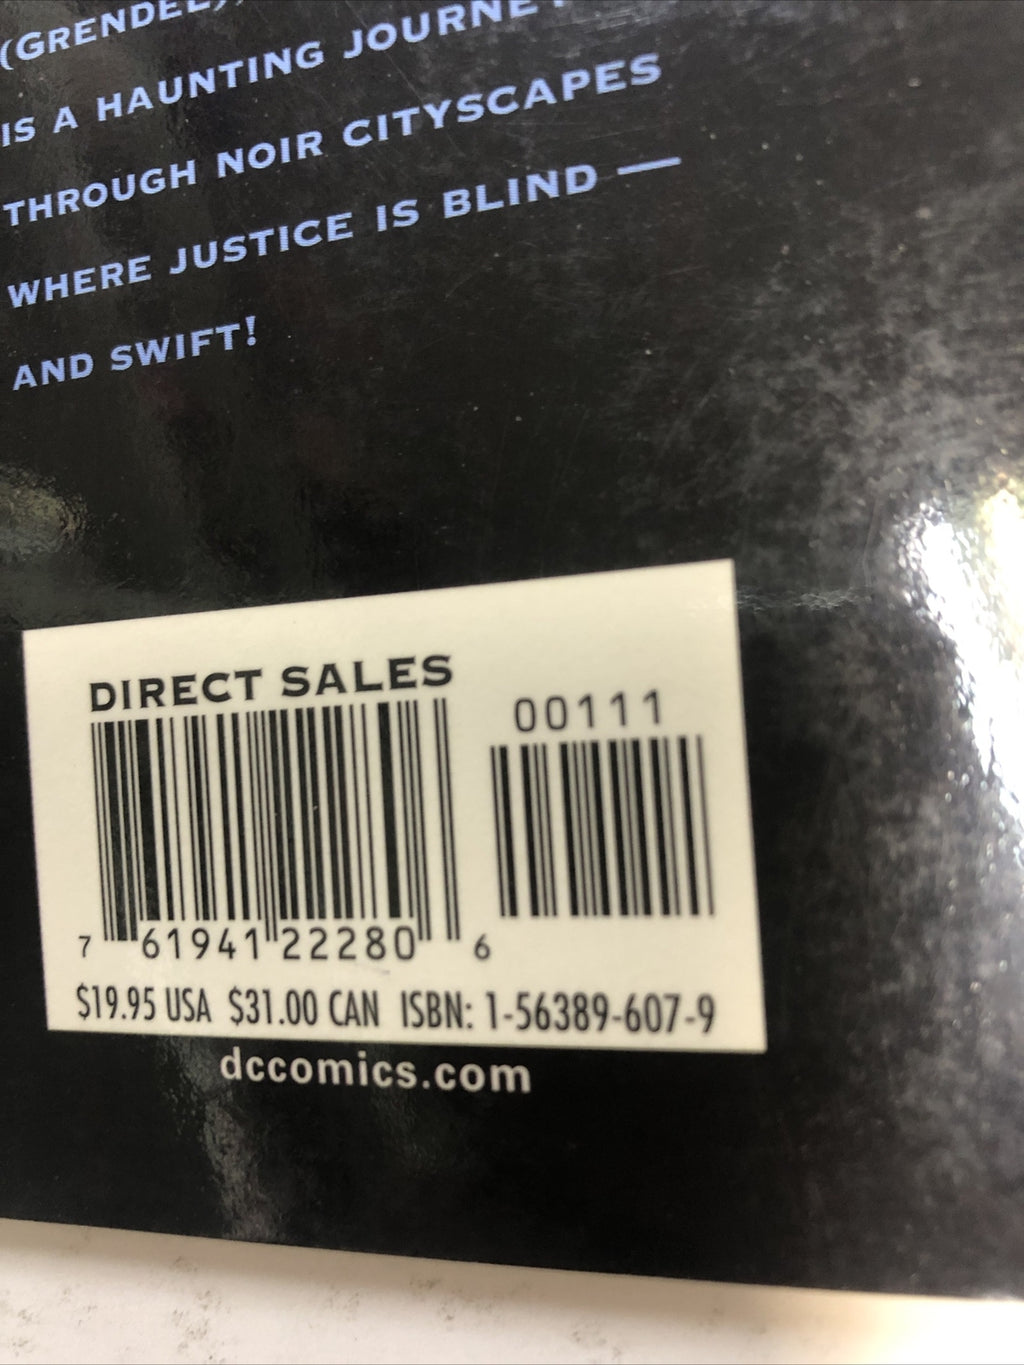 (GRENDEL),
IS A HAUNTING JOURNEY
THROUGH NOIR CITYSCAPES
WHERE JUSTICE IS BLIND —
AND SWIFT!
DIRECT SALES
00111
7 61941 22280 6
$19.95 USA $31.00 CAN ISBN: 1-56389-607-9
dccomics.com